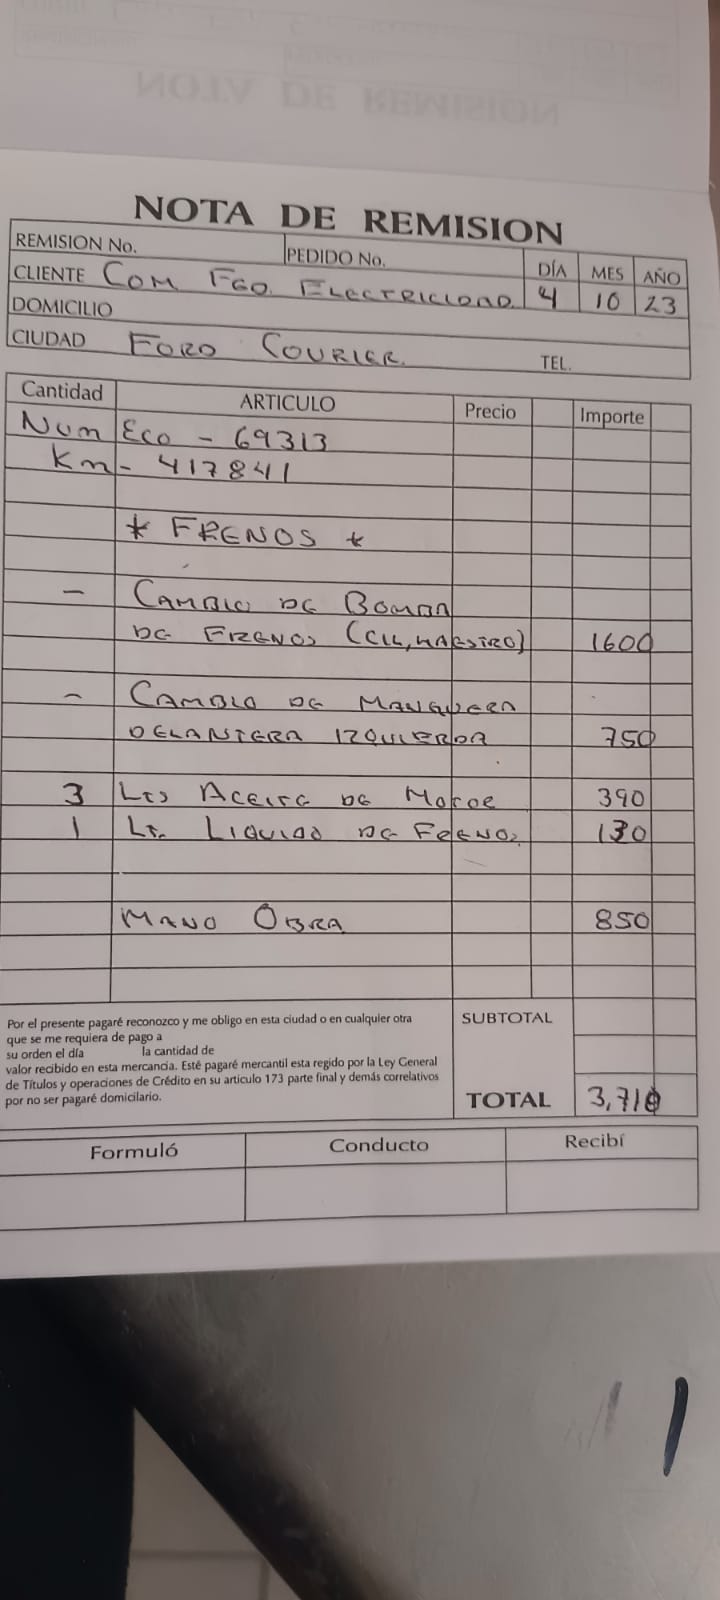 NOTA DE REMISION
NOTA DE REMISION
REMISION No. PEDIDO No. DÍA MES AÑO
CLIENTE COM FGO. ELECTRICIDAD. 4 10 23
DOMICILIO
CIUDAD FORD COURIER. TEL.
Cantidad ARTICULO Precio Importe
NUM ECO - 69313
Km - 417841
* FRENOS *
- CAMBIO DE BOMBA
DE FRENOS (CIL, MAESTRO) 1600
- CAMBIO DE MANGUERA
DELANTERA IZQUIERDA 750
3 LTS ACEITE DE MOTOR 390
1 LT. LIQUIDO DE FRENOS 130
MANO OBRA 850
Por el presente pagaré reconozco y me obligo en esta ciudad o en cualquier otra
que se me requiera de pago a
su orden el día la cantidad de
valor recibido en esta mercancía. Esté pagaré mercantil esta regido por la Ley General
de Títulos y operaciones de Crédito en su articulo 173 parte final y demás correlativos
por no ser pagaré domicilario.
SUBTOTAL
TOTAL 3,710
Formuló Conducto Recibí